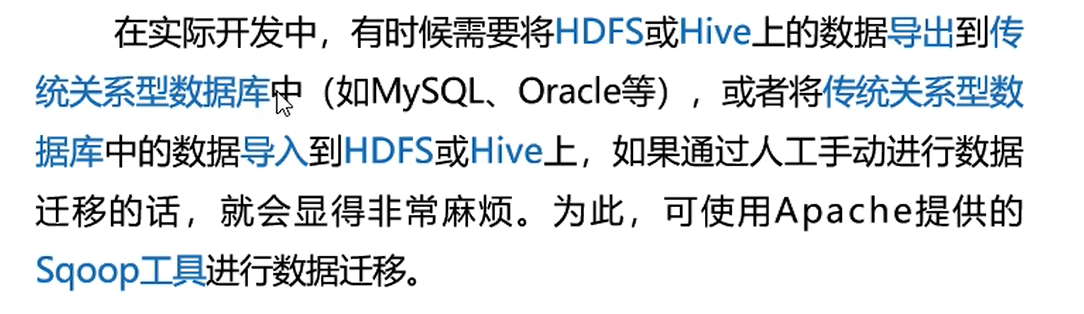 在实际开发中，有时候需要将HDFS或Hive上的数据导出到传
统关系型数据库中（如MySQL、Oracle等），或者将传统关系型数
据库中的数据导入到HDFS或Hive上，如果通过人工手动进行数据
迁移的话，就会显得非常麻烦。为此，可使用Apache提供的
Sqoop工具进行数据迁移。